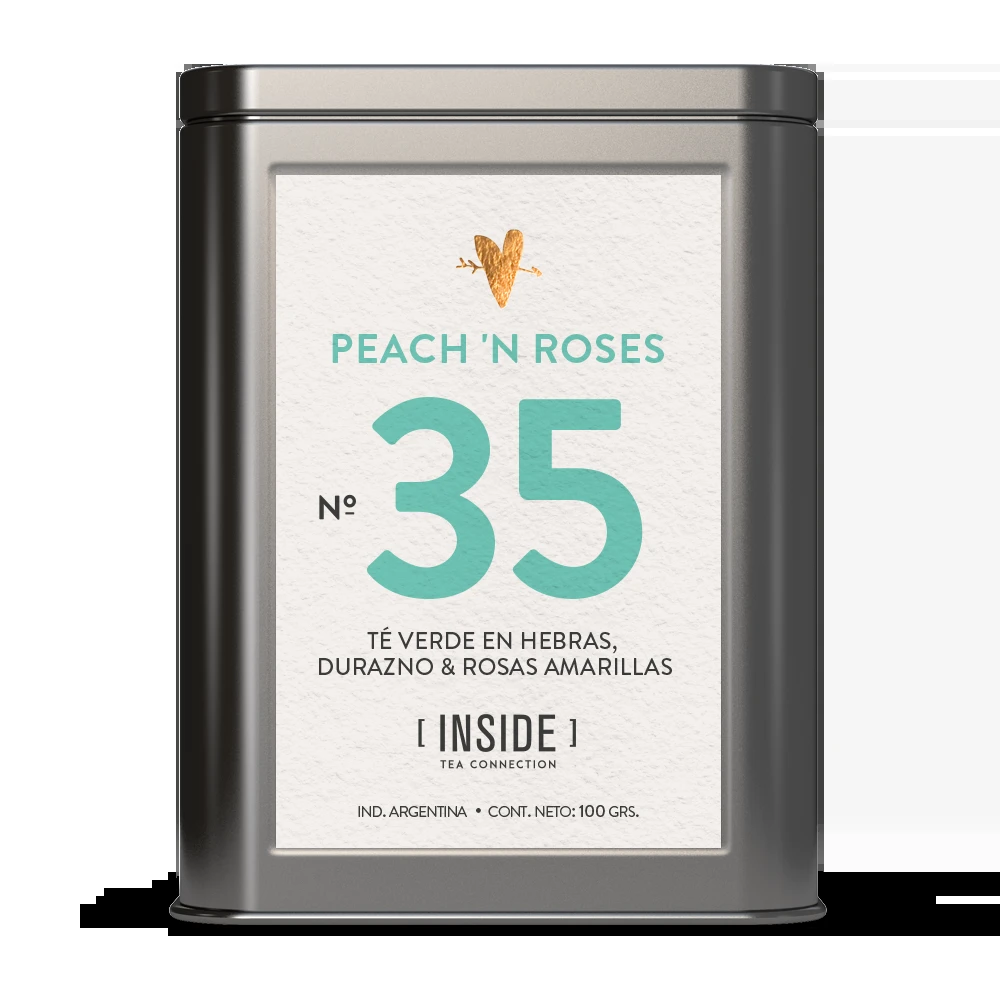 PEACH 'N ROSES
Nº 35
TÉ VERDE EN HEBRAS,
DURAZNO & ROSAS AMARILLAS
[ INSIDE ]
TEA CONNECTION
IND. ARGENTINA • CONT. NETO: 100 GRS.